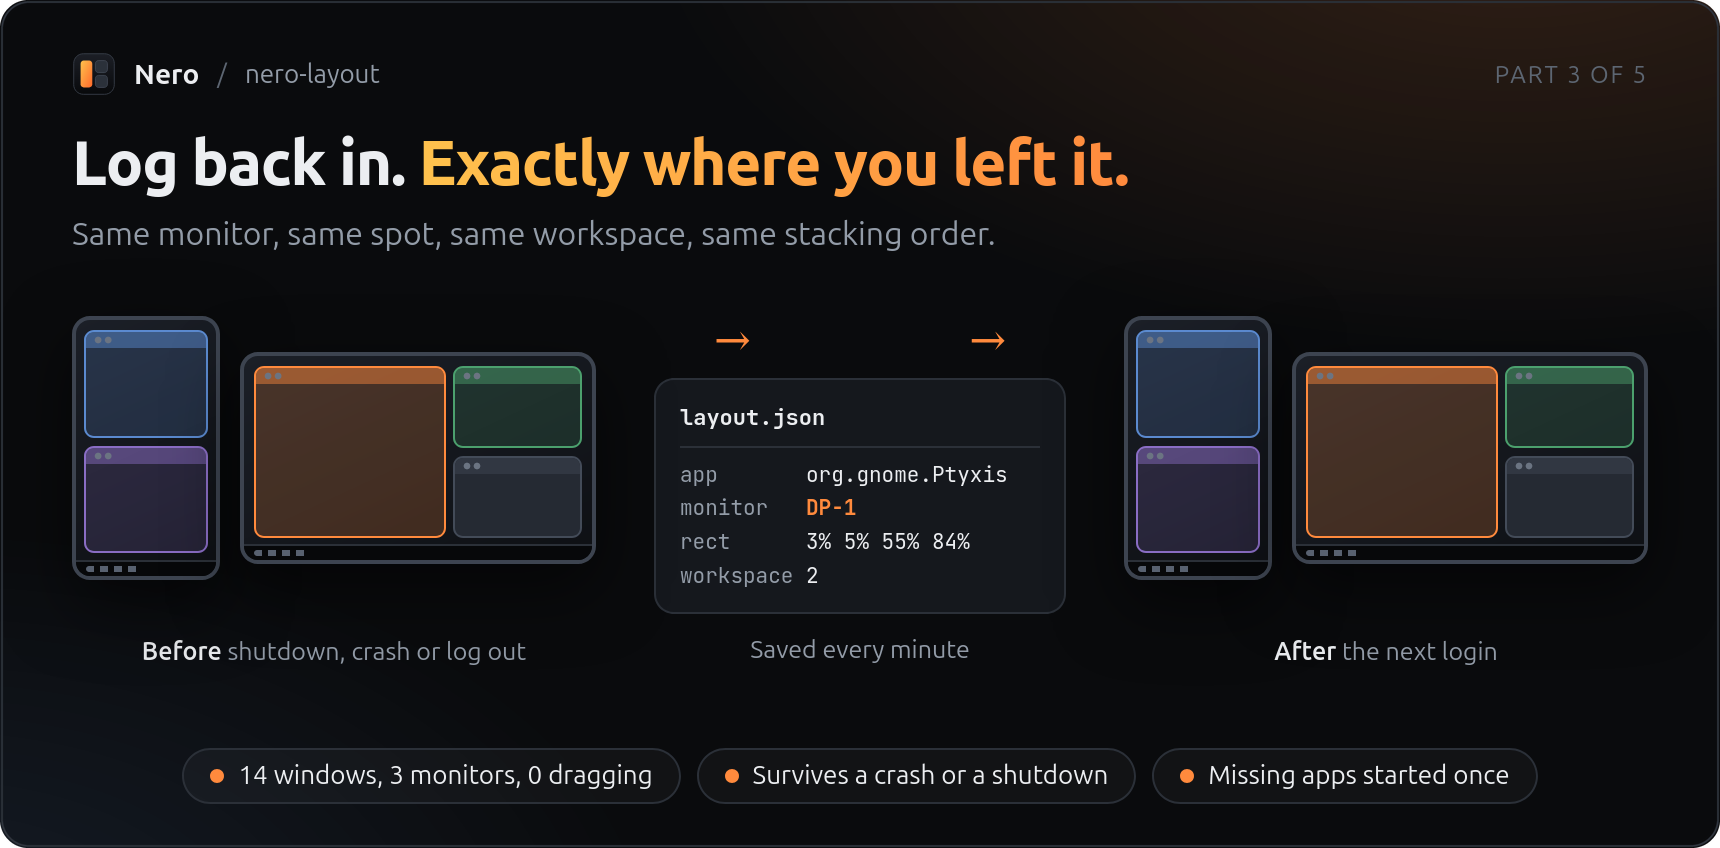 Nero / nero-layout
PART 3 OF 5
Log back in. Exactly where you left it.
Same monitor, same spot, same workspace, same stacking order.
→ →
layout.json
app org.gnome.Ptyxis
monitor DP-1
rect 3% 5% 55% 84%
workspace 2
Before shutdown, crash or log out
Saved every minute
After the next login
14 windows, 3 monitors, 0 dragging
Survives a crash or a shutdown
Missing apps started once